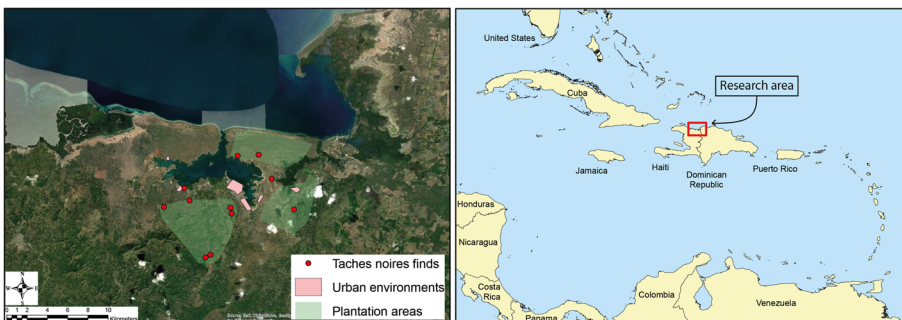 Taches noires finds
Urban environments
Plantation areas
N
W
E
S
0 1 2
4
6
8
10
Kilometers
United States
Cuba
Research area
Jamaica
Haiti
Dominican
Republic
Puerto Rico
Honduras
Nicaragua
Costa
Rica
Panama
Colombia
Venezuela